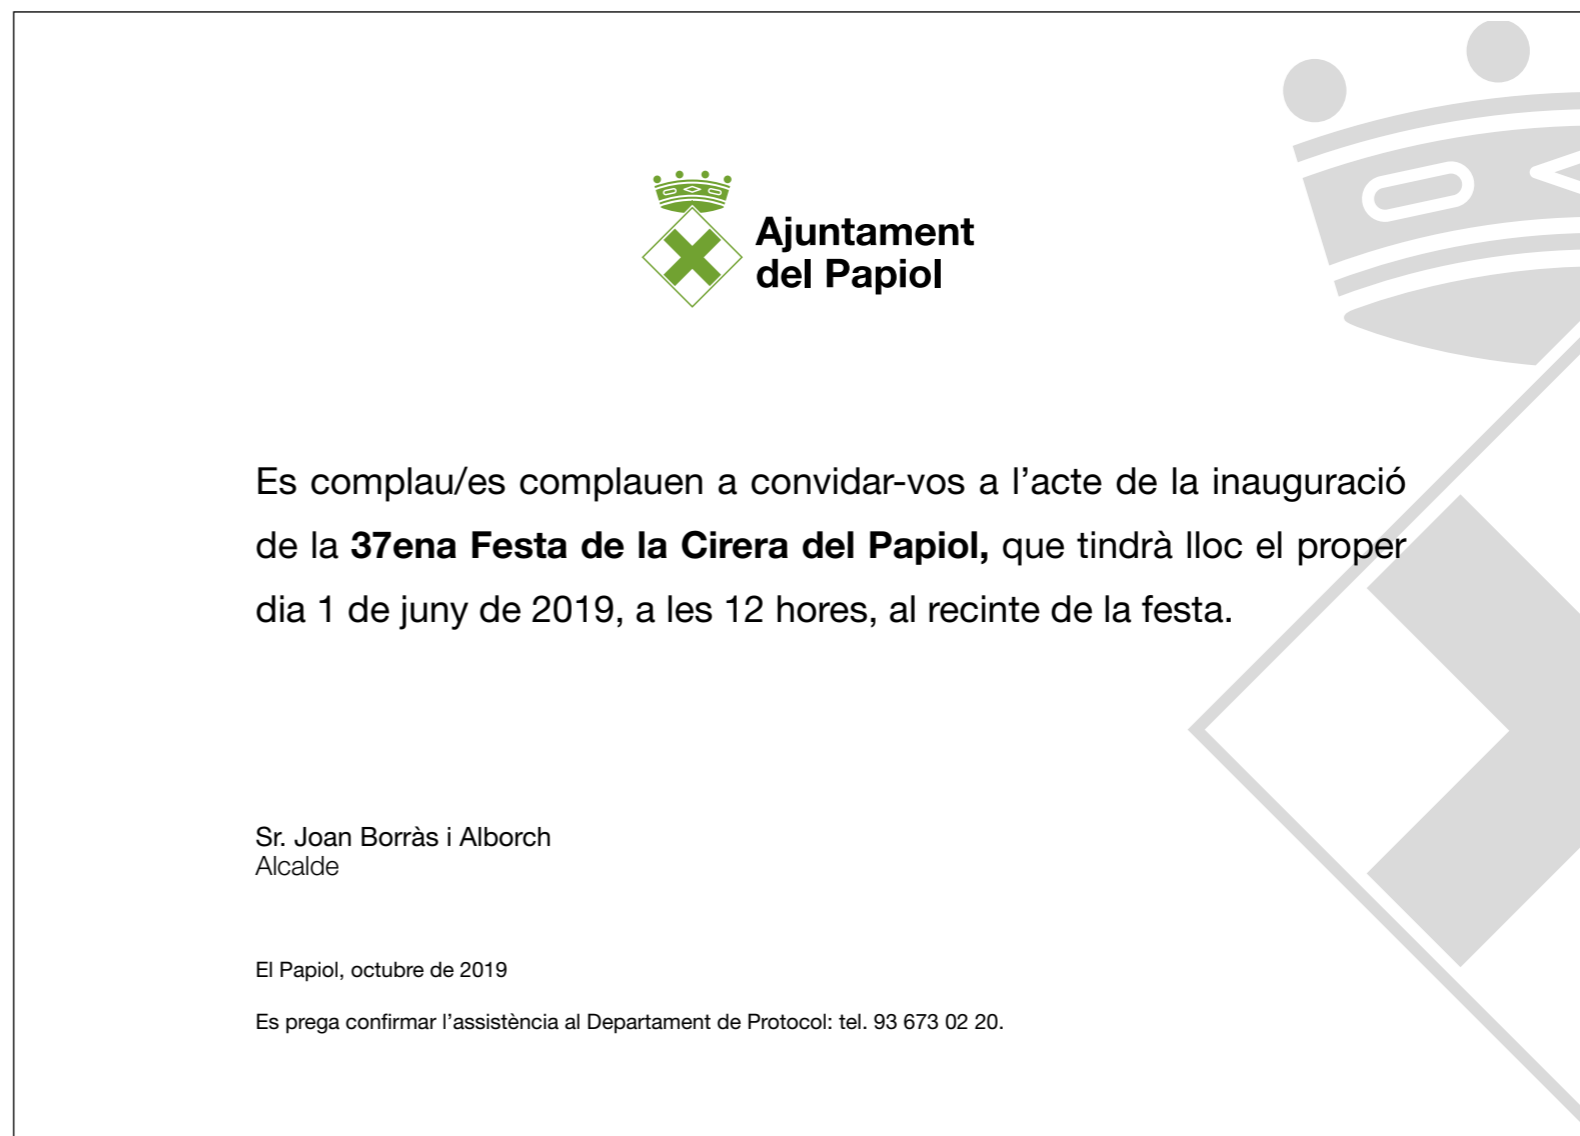 Ajuntament
del Papiol
Es complau/es complauen a convidar-vos a l’acte de la inauguració
de la 37ena Festa de la Cirera del Papiol, que tindrà lloc el proper
dia 1 de juny de 2019, a les 12 hores, al recinte de la festa.
Sr. Joan Borràs i Alborch
Alcalde
El Papiol, octubre de 2019
Es prega confirmar l’assistència al Departament de Protocol: tel. 93 673 02 20.